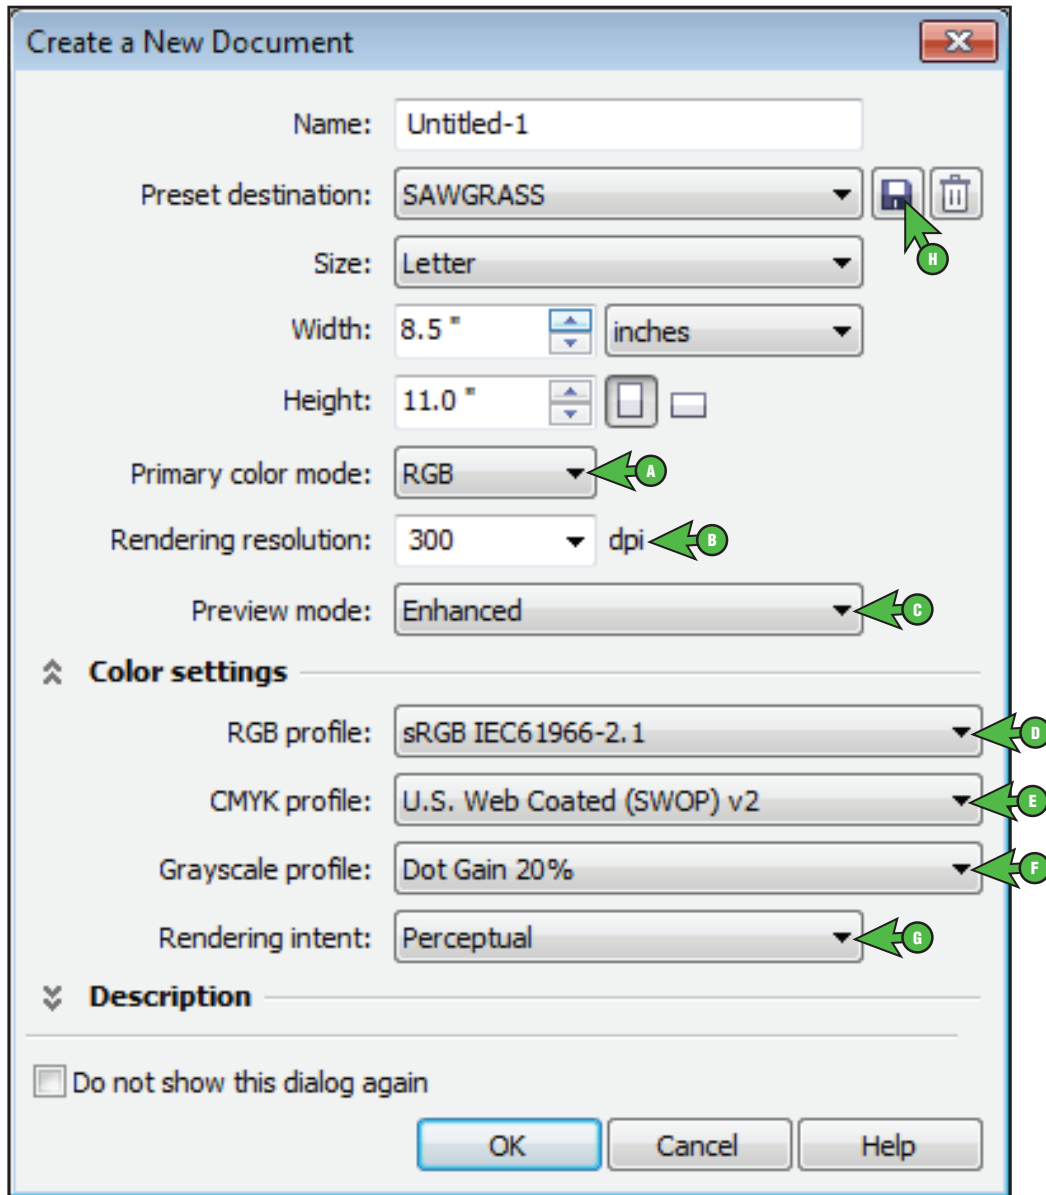 Create a New Document
Name: Untitled-1
Preset destination: SAWGRASS
H
Size: Letter
Width: 8.5 " inches
Height: 11.0 "
Primary color mode: RGB A
Rendering resolution: 300 dpi B
Preview mode: Enhanced C
Color settings
RGB profile: sRGB IEC61966-2.1 D
CMYK profile: U.S. Web Coated (SWOP) v2 E
Grayscale profile: Dot Gain 20% F
Rendering intent: Perceptual G
Description
Do not show this dialog again
OK Cancel Help